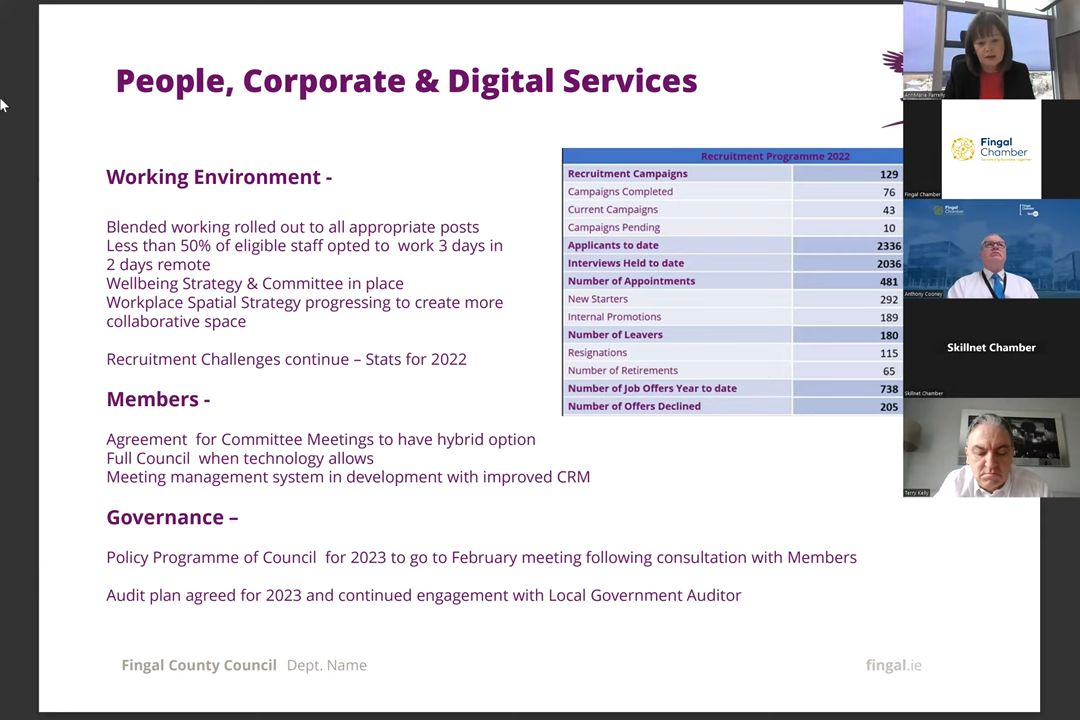 People, Corporate & Digital Services
Working Environment -
Blended working rolled out to all appropriate posts
Less than 50% of eligible staff opted to work 3 days in
2 days remote
Wellbeing Strategy & Committee in place
Workplace Spatial Strategy progressing to create more
collaborative space
Recruitment Challenges continue – Stats for 2022
Members -
Agreement for Committee Meetings to have hybrid option
Full Council when technology allows
Meeting management system in development with improved CRM
Governance –
Policy Programme of Council for 2023 to go to February meeting following consultation with Members
Audit plan agreed for 2023 and continued engagement with Local Government Auditor
Fingal County Council Dept. Name
fingal.ie
Recruitment Programme 2022
Recruitment Campaigns 129
Campaigns Completed 76
Current Campaigns 43
Campaigns Pending 10
Applicants to date 2336
Interviews Held to date 2036
Number of Appointments 481
New Starters 292
Internal Promotions 189
Number of Leavers 180
Resignations 115
Number of Retirements 65
Number of Job Offers Year to date 738
Number of Offers Declined 205
AnnMarie Farrelly
Fingal
Chamber
Fingal Chamber
Fingal
Chamber
Anthony Cooney
Skillnet Chamber
Skillnet Chamber
Terry Kelly